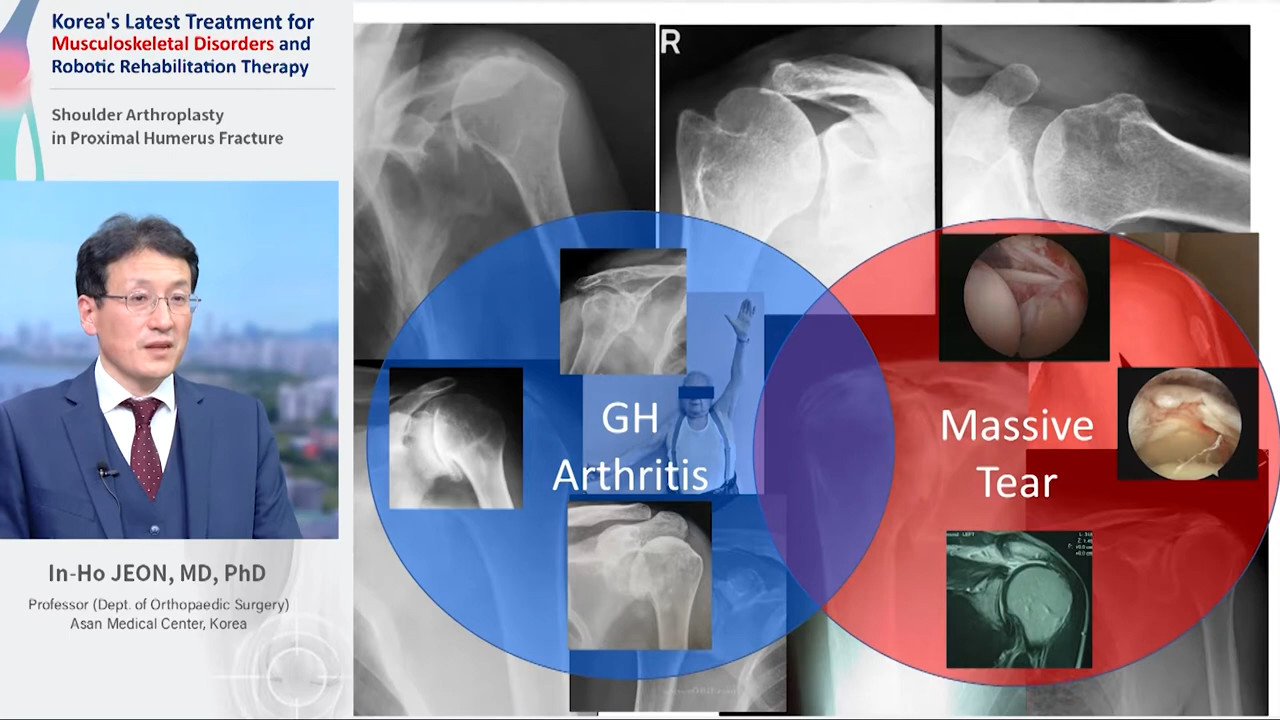 Korea's Latest Treatment for
Musculoskeletal Disorders and
Robotic Rehabilitation Therapy
Shoulder Arthroplasty
in Proximal Humerus Fracture
In-Ho JEON, MD, PhD
Professor (Dept. of Orthopaedic Surgery)
Asan Medical Center, Korea
R
GH
Arthritis
Massive
Tear